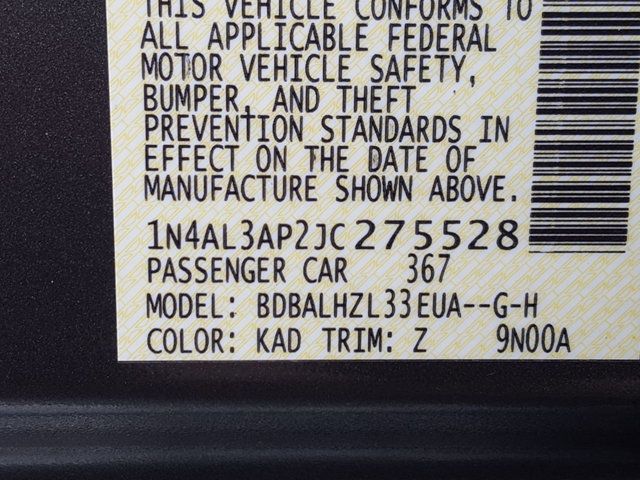 THIS VEHICLE CONFORMS TO
ALL APPLICABLE FEDERAL
MOTOR VEHICLE SAFETY,
BUMPER, AND THEFT
PREVENTION STANDARDS IN
EFFECT ON THE DATE OF
MANUFACTURE SHOWN ABOVE.
1N4AL3AP2JC275528
PASSENGER CAR 367
MODEL: BDBALHZL33EUA--G-H
COLOR: KAD TRIM: Z 9N00A